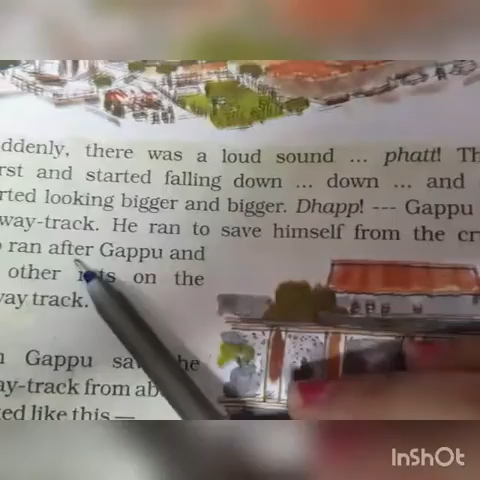 ddenly, there was a loud sound ... phatt! Th
rst and started falling down ... down ... and
rted looking bigger and bigger. Dhapp! --- Gappu
way-track. He ran to save himself from the cr
ran after Gappu and
other on the
way track.
Gappu
ay-track from ab
ed like this —
InShOt